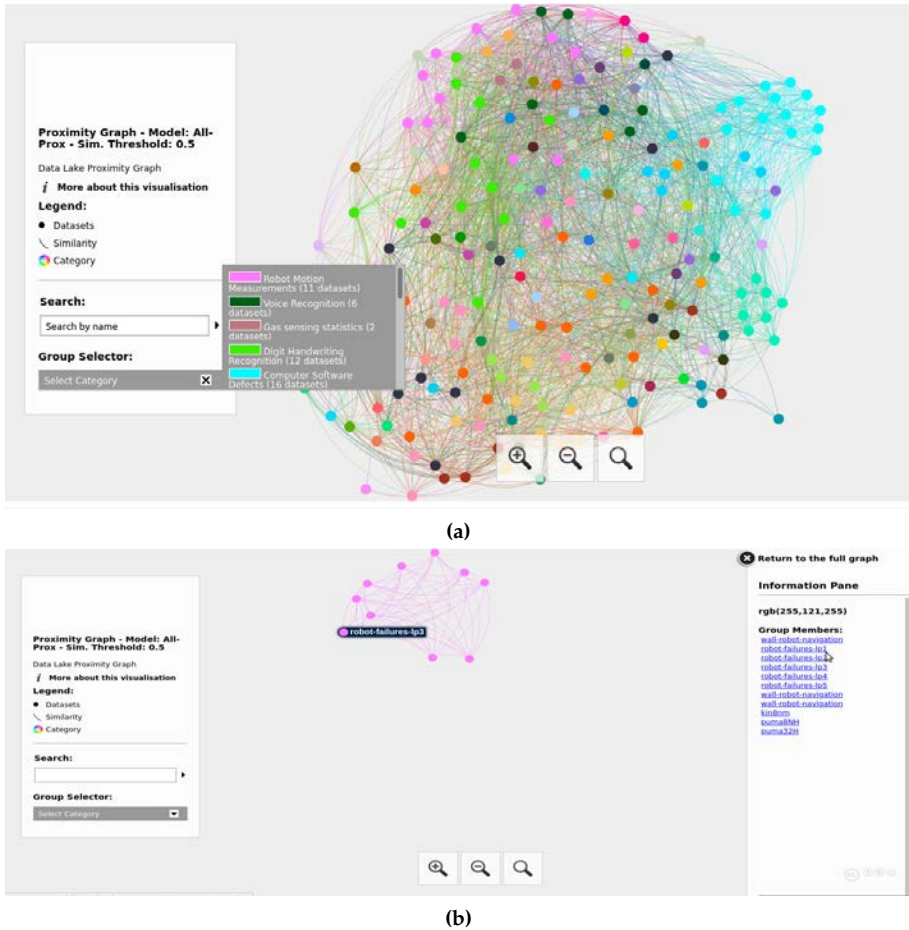 Proximity Graph - Model: All-
Prox - Sim. Threshold: 0.5
Data Lake Proximity Graph
i More about this visualisation
Legend:
Datasets
Similarity
Category
Search:
Search by name
Group Selector:
Select Category
Robot Motion
Measurements (11 datasets)
Voice Recognition (6
datasets)
Gas sensing statistics (2
datasets)
Digit Handwriting
Recognition (12 datasets)
Computer Software
Defects (16 datasets)
(a)
Proximity Graph - Model: All-
Prox - Sim. Threshold: 0.5
Data Lake Proximity Graph
i More about this visualisation
Legend:
Datasets
Similarity
Category
Search:
Group Selector:
Select Category
robot-failures-lp3
Return to the full graph
Information Pane
rgb(255,121,255)
Group Members:
wall-robot-navigation
robot-failures-lp1
robot-failures-lp2
robot-failures-lp3
robot-failures-lp4
robot-failures-lp5
wall-robot-navigation
wall-robot-navigation
kin8nm
puma8NH
puma32H
(b)